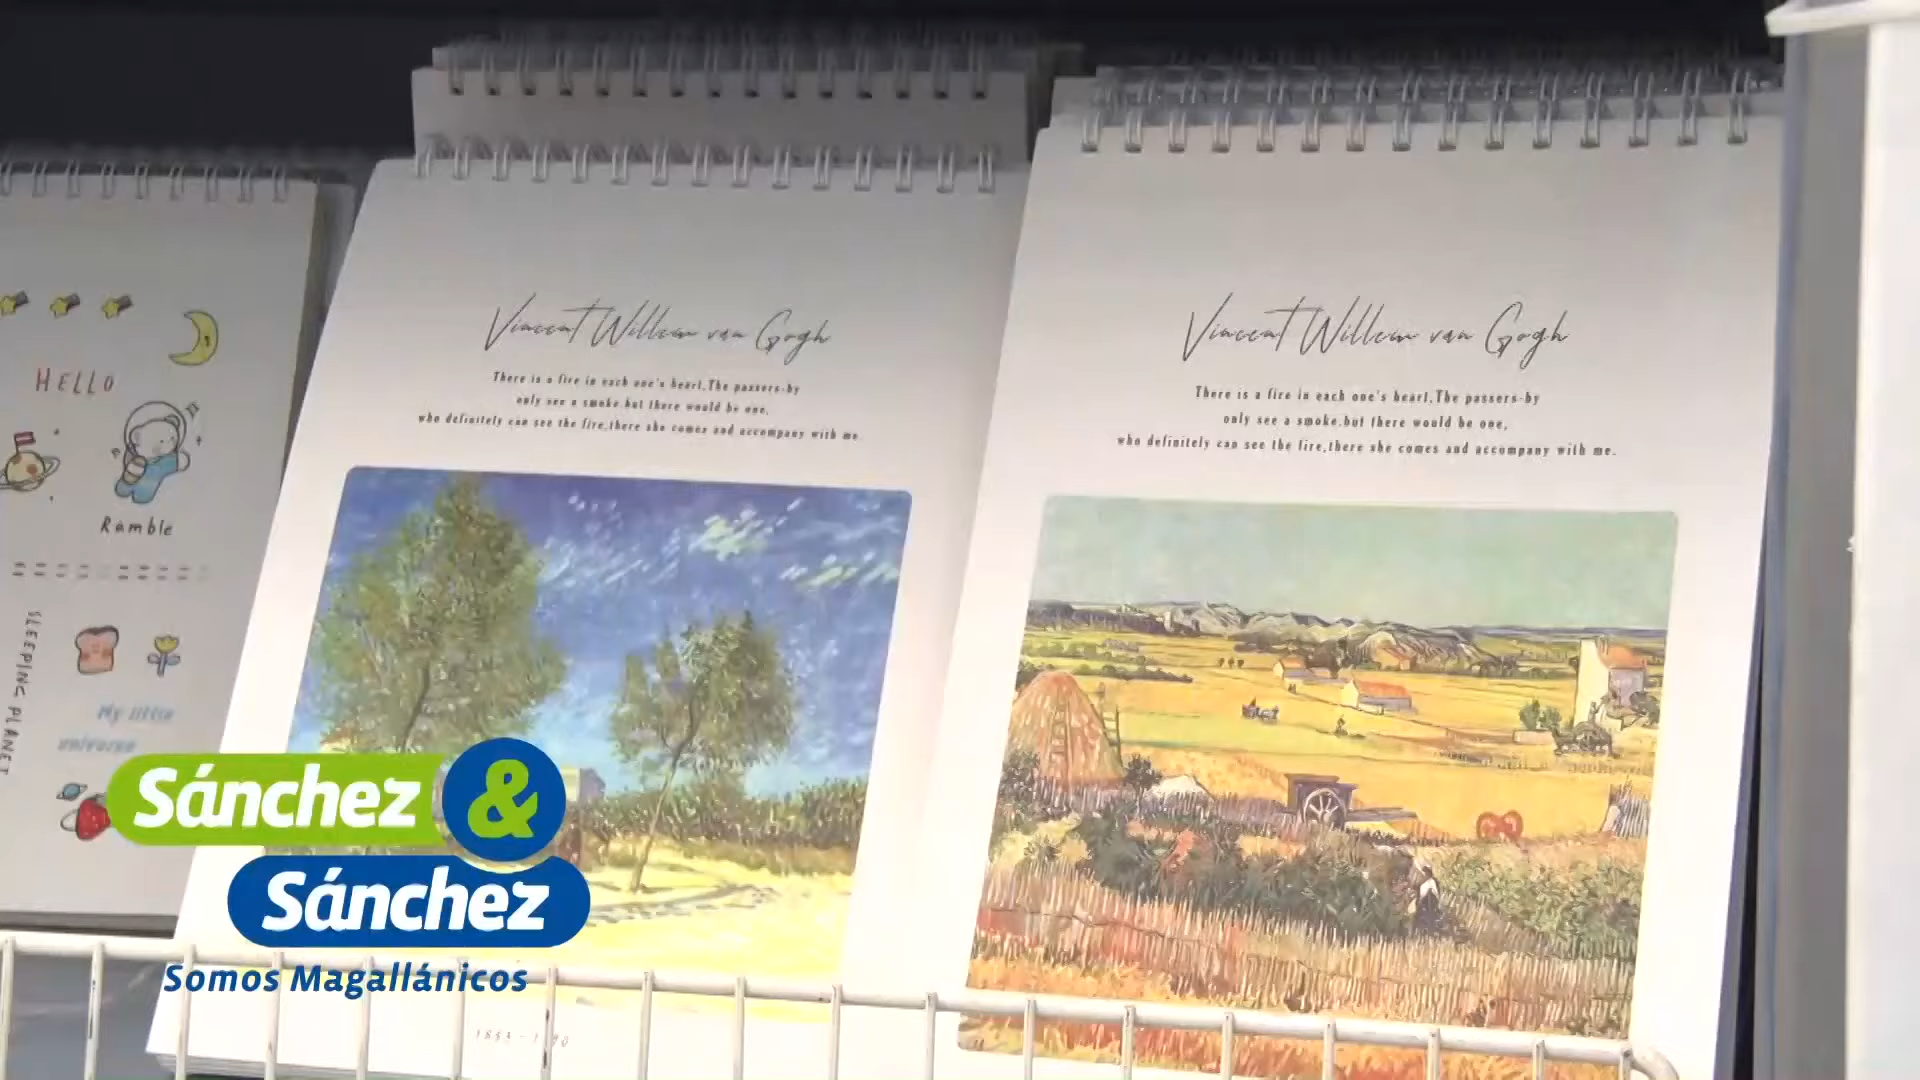 HELLO
Ramble
SLEEPING PLANET
My little
universe
Vincent Willem van Gogh
There is a fire in each one's heart,The passers-by
only see a smoke.but there would be one,
who definitely can see the fire,there she comes and accompany with me.
Vincent Willem van Gogh
There is a fire in each one's heart,The passers-by
only see a smoke.but there would be one,
who definitely can see the fire,there she comes and accompany with me.
Sánchez &
Sánchez
Somos Magallánicos